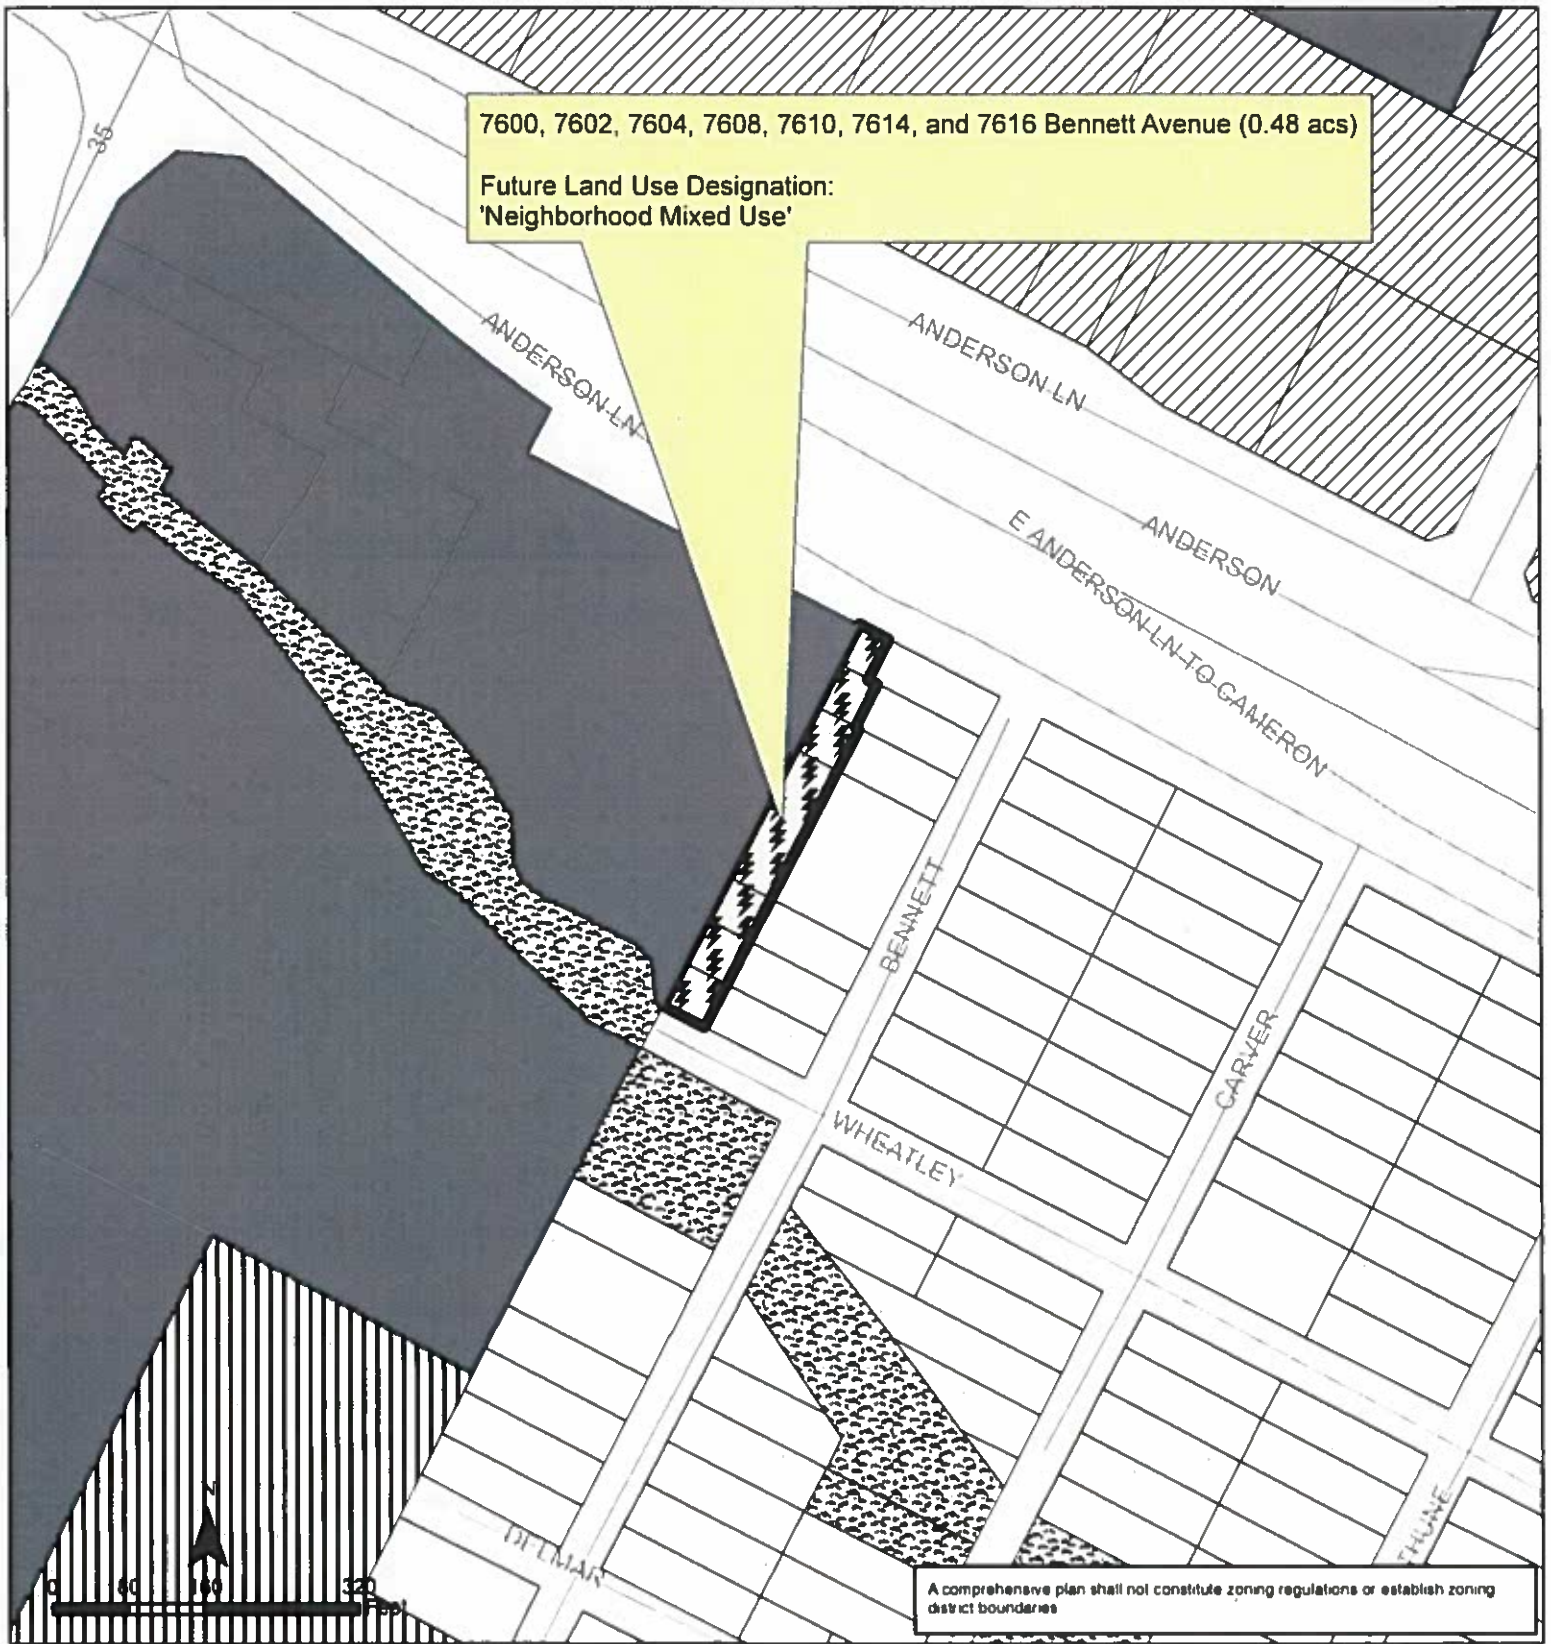 35
7600, 7602, 7604, 7608, 7610, 7614, and 7616 Bennett Avenue (0.48 acs)
Future Land Use Designation:
'Neighborhood Mixed Use'
ANDERSON LN
ANDERSON LN
ANDERSON
E ANDERSON LN TO CAMERON
BENNETT
CARVER
WHEATLEY
THUNE
DELMAR
N
0 80 160 320
Feet
A comprehensive plan shall not constitute zoning regulations or establish zoning
district boundaries